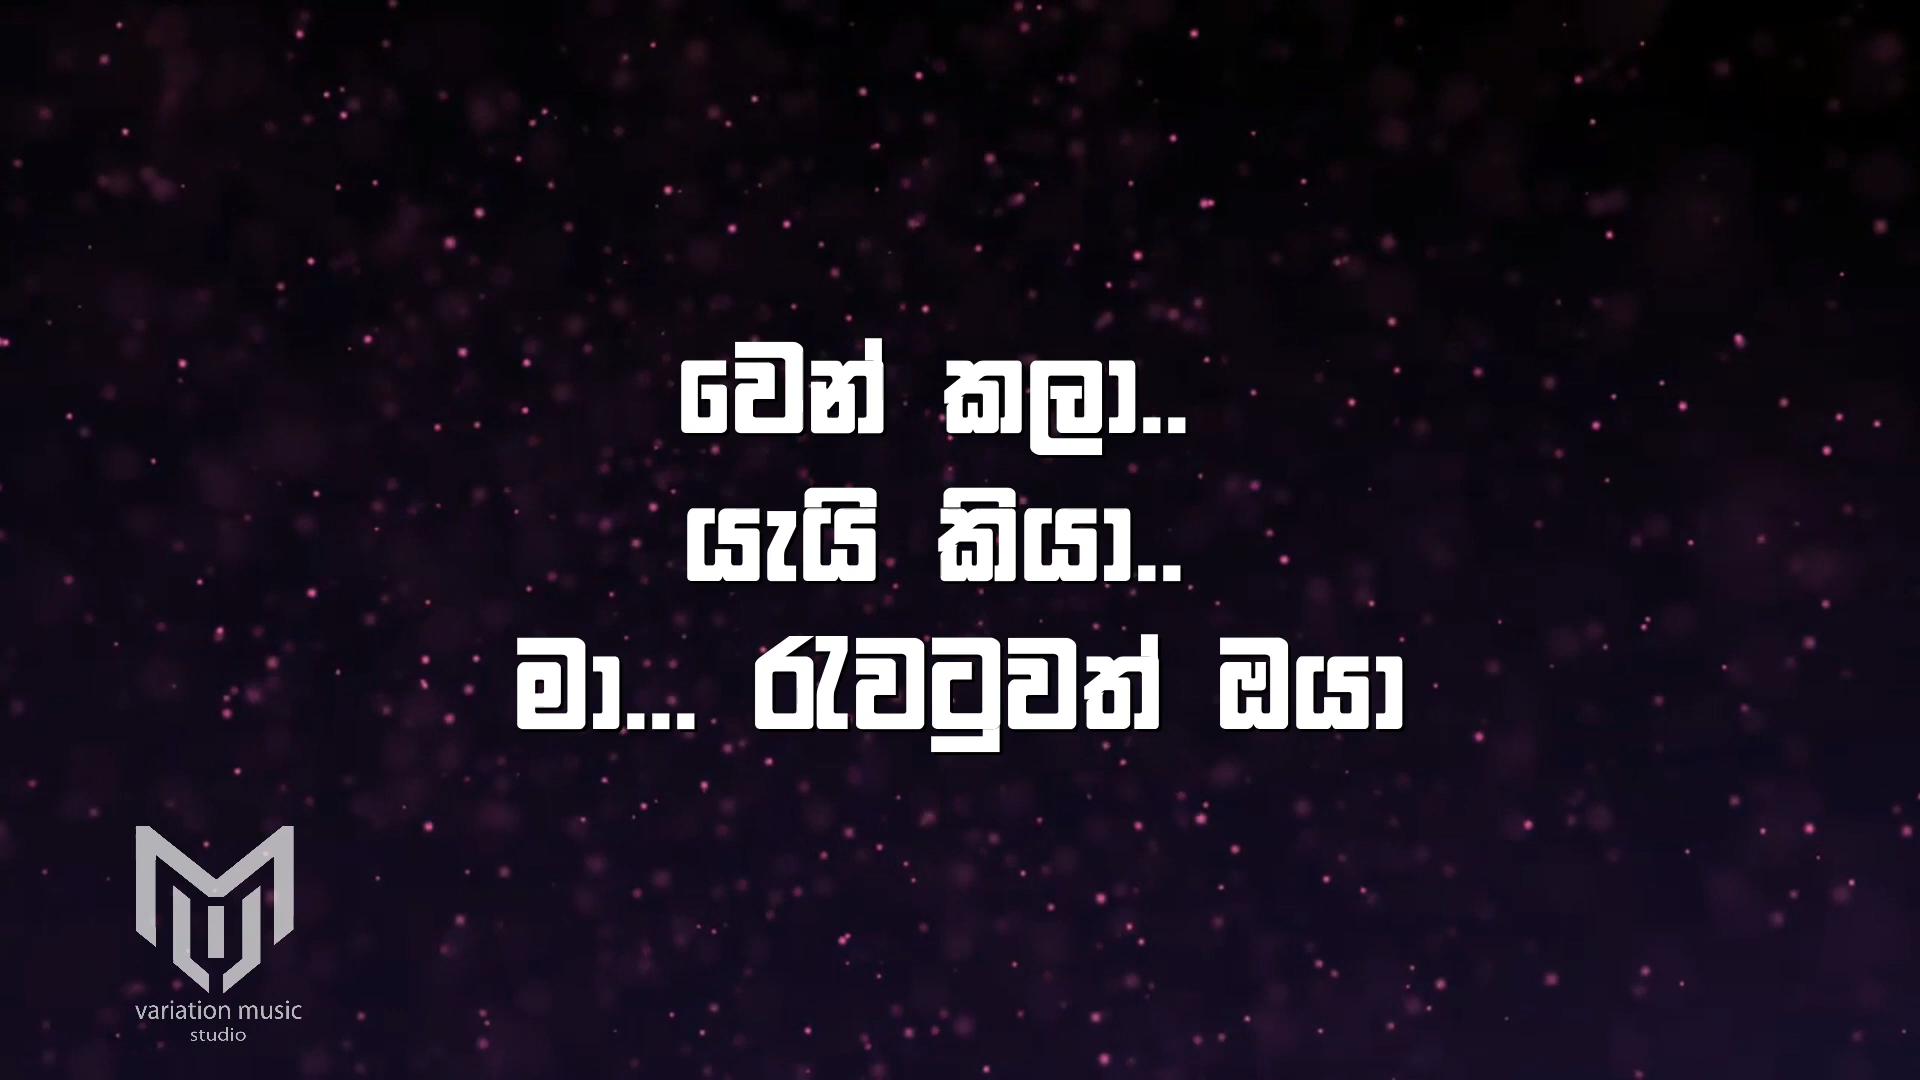 වෙන් කලා..
යැයි කියා..
මා... රැවටුවත් ඔයා
variation music
studio